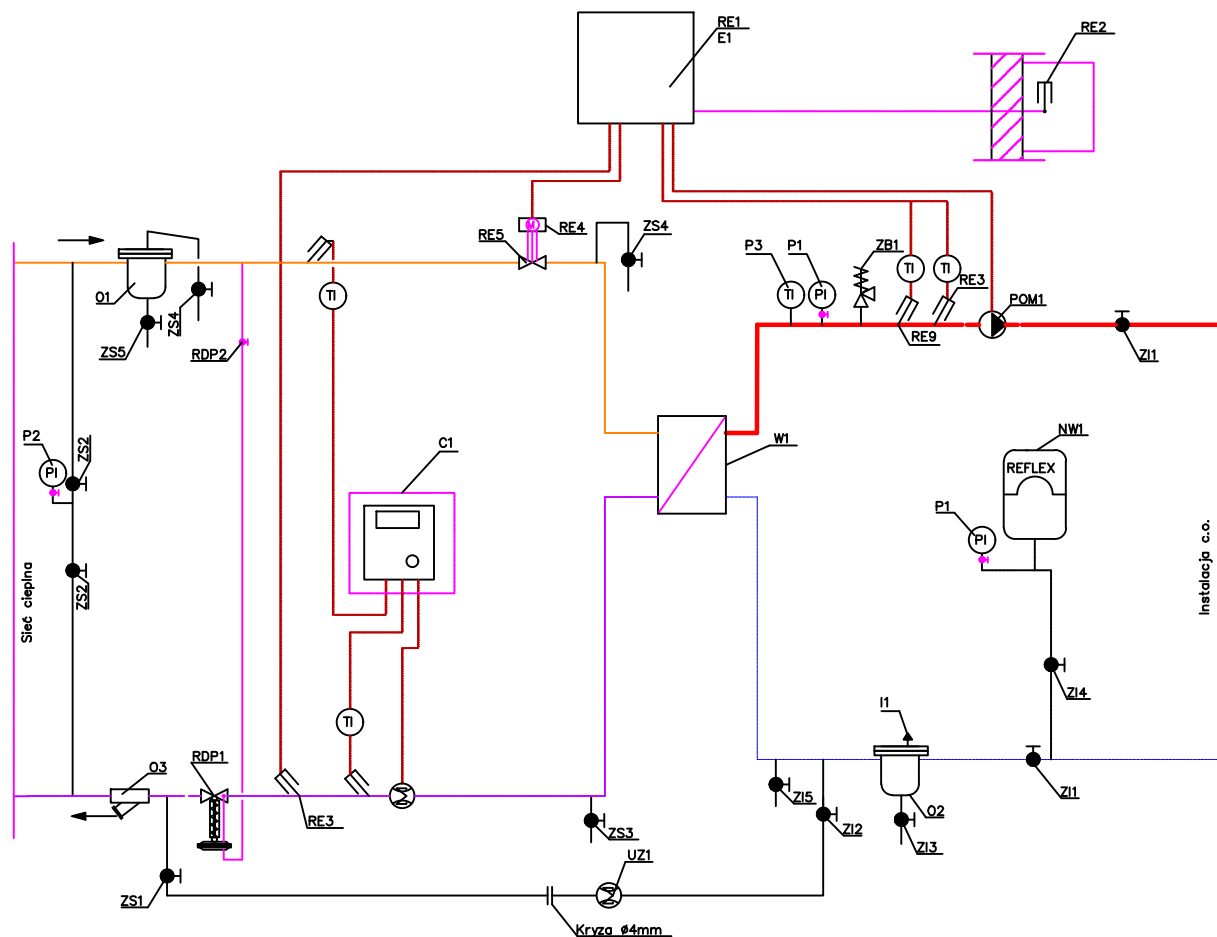 RE1
E1
RE2
RE4
M
RE5
ZS4
P3
P1
ZB1
TI
TI
RE3
TI
PI
POM1
RE9
ZI1
O1
ZS5
ZS4
RDP2
TI
P2
PI
ZS2
ZS2
Sieć cieplna
C1
W1
NW1
REFLEX
P1
PI
Instalacja c.o.
ZI4
I1
TI
RDP1
O3
RE3
ZS3
ZI5
ZI2
O2
ZI3
ZI1
ZS1
UZ1
Kryza Ø4mm